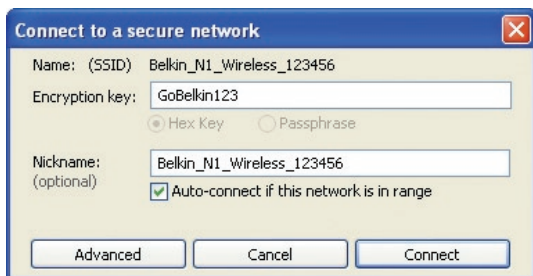 Connect to a secure network
Name: (SSID) Belkin_N1_Wireless_123456
Encryption key: GoBelkin123
Hex Key Passphrase
Nickname: Belkin_N1_Wireless_123456
(optional)
Auto-connect if this network is in range
Advanced Cancel Connect